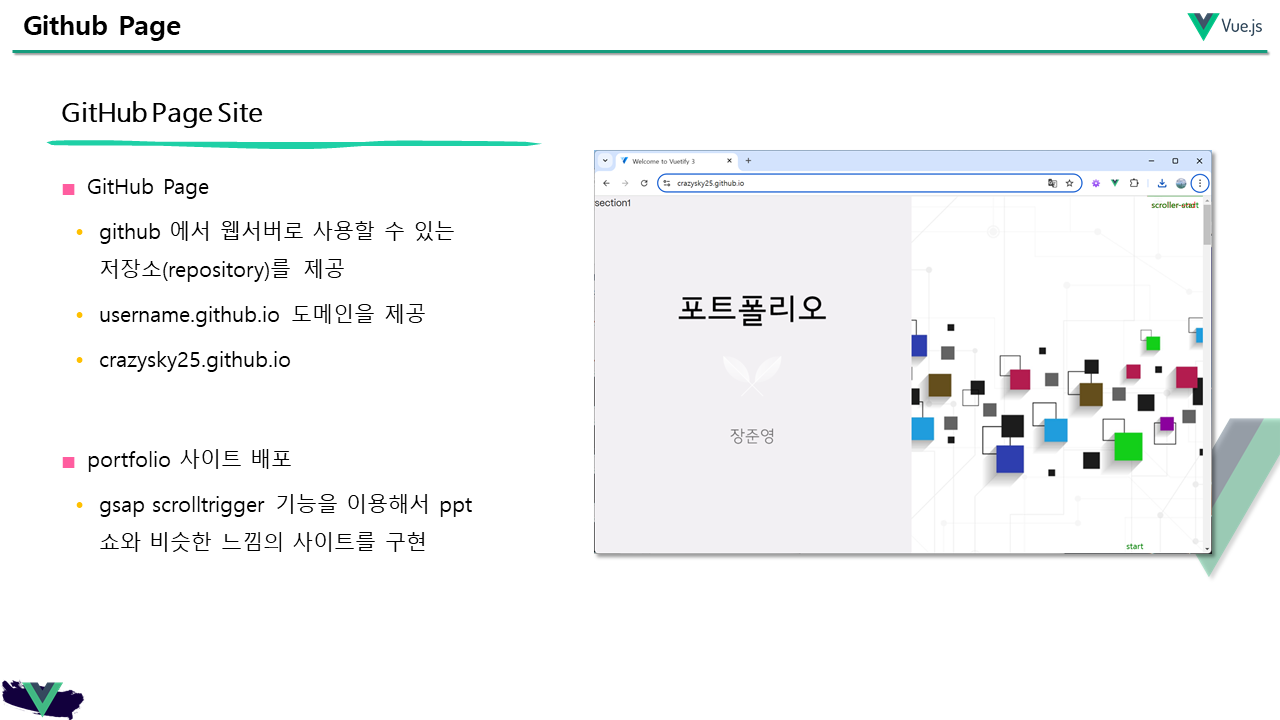 Github Page
Vue.js
GitHub Page Site
GitHub Page
github 에서 웹서버로 사용할 수 있는
저장소(repository)를 제공
username.github.io 도메인을 제공
crazysky25.github.io
portfolio 사이트 배포
gsap scrolltrigger 기능을 이용해서 ppt
쇼와 비슷한 느낌의 사이트를 구현
Welcome to Vuetify 3
crazysky25.github.io
section1
scroller-start
포트폴리오
장준영
start